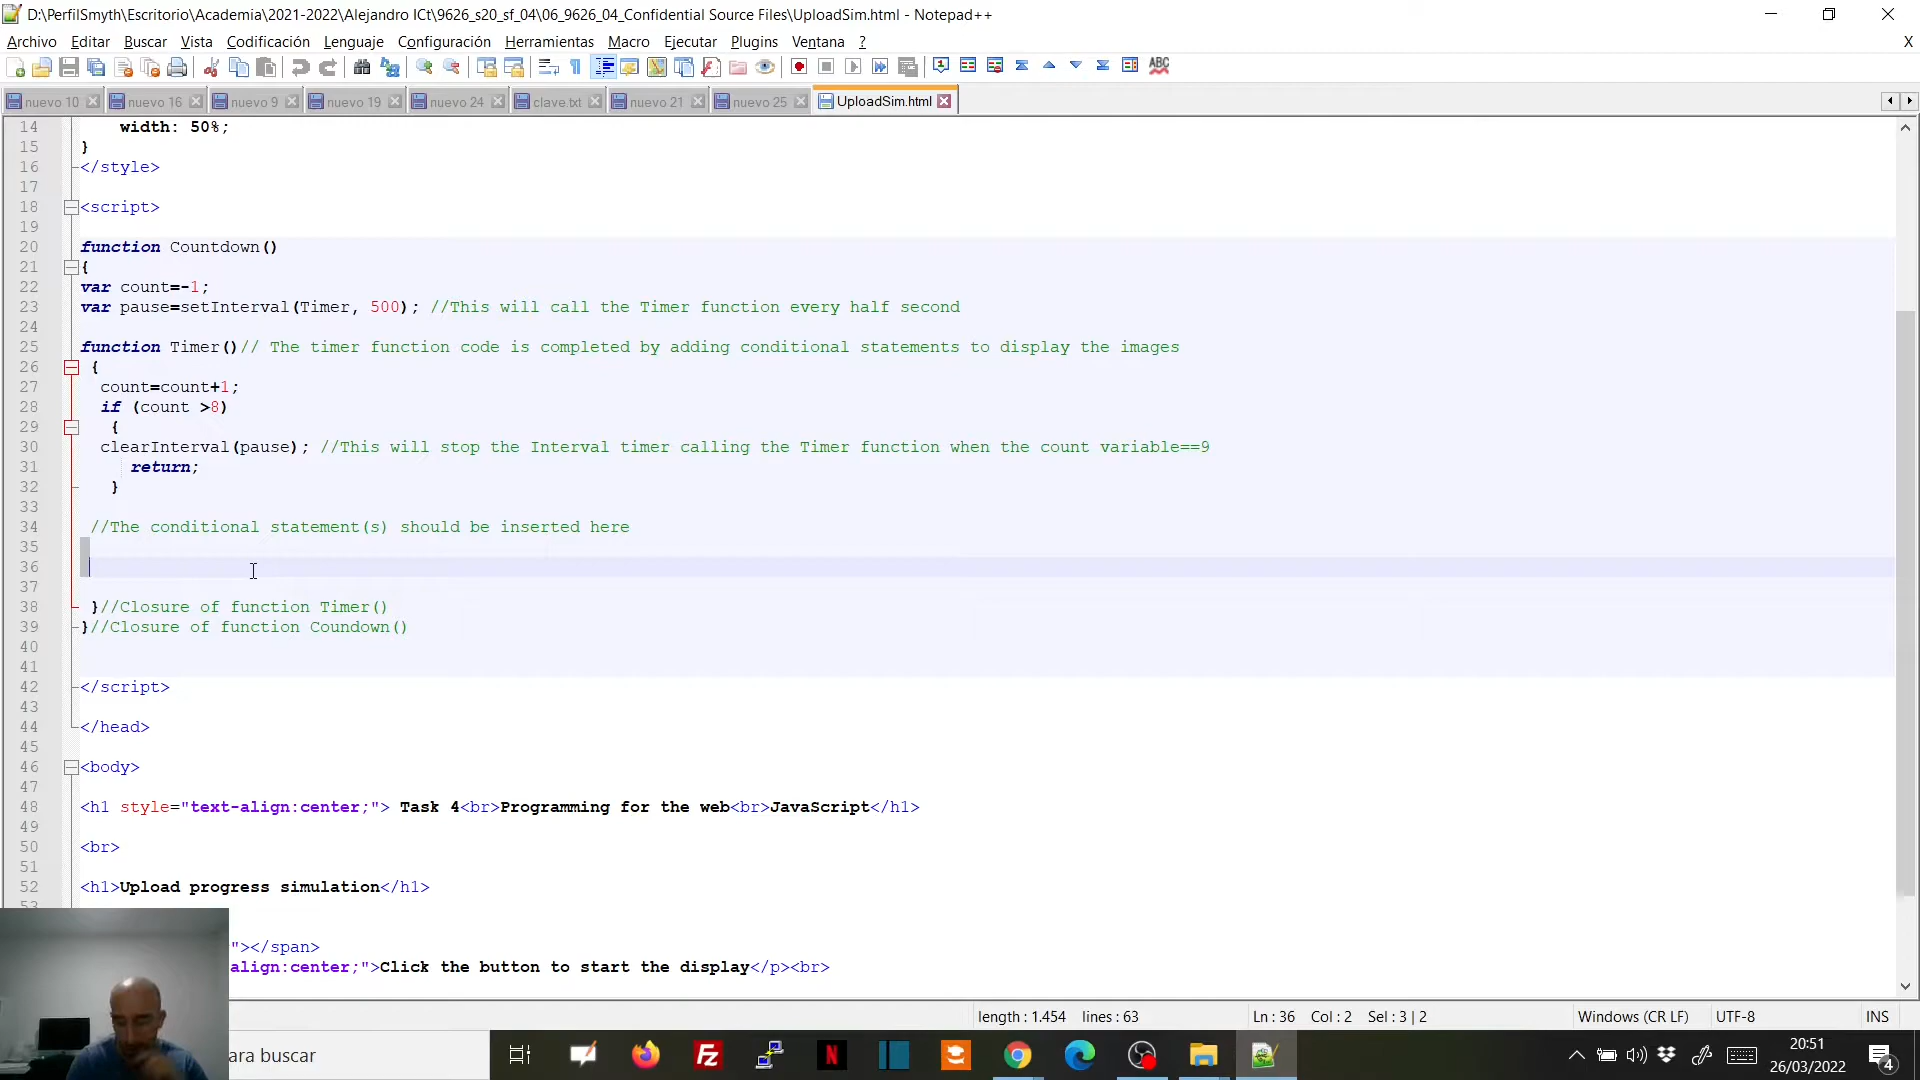 D:\PerfilSmyth\Escritorio\Academia\2021-2022\Alejandro ICt\9626_s20_sf_04\06_9626_04_Confidential Source Files\UploadSim.html - Notepad++
Archivo Editar Buscar Vista Codificación Lenguaje Configuración Herramientas Macro Ejecutar Plugins Ventana ? X
ABC
nuevo 10 nuevo 16 nuevo 9 nuevo 19 nuevo 24 clave.txt nuevo 21 nuevo 25 UploadSim.html
14 width: 50%;
15 }
16 </style>
17
18 <script>
19
20 function Countdown()
21 {
22 var count=-1;
23 var pause=setInterval(Timer, 500); //This will call the Timer function every half second
24
25 function Timer()// The timer function code is completed by adding conditional statements to display the images
26 {
27 count=count+1;
28 if (count >8)
29 {
30 clearInterval(pause); //This will stop the Interval timer calling the Timer function when the count variable==9
31 return;
32 }
33
34 //The conditional statement(s) should be inserted here
35
36
37
38 }//Closure of function Timer()
39 }//Closure of function Coundown()
40
41
42 </script>
43
44 </head>
45
46 <body>
47
48 <h1 style="text-align:center;"> Task 4<br>Programming for the web<br>JavaScript</h1>
49
50 <br>
51
52 <h1>Upload progress simulation</h1>
53
"></span>
align:center;">Click the button to start the display</p><br>
length : 1.454 lines : 63 Ln : 36 Col : 2 Sel : 3 | 2 Windows (CR LF) UTF-8 INS
ara buscar
20:51
26/03/2022
4